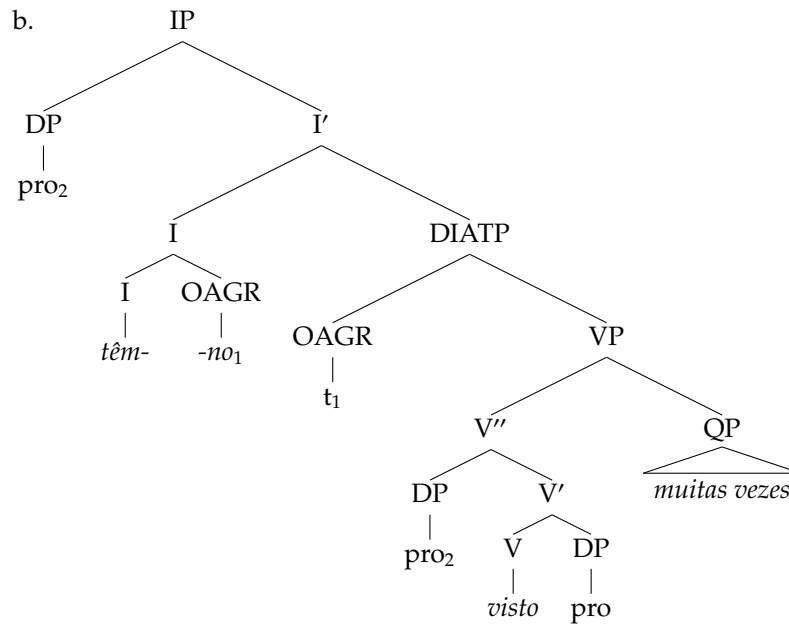 b. IP
DP I′
pro₂
I DIATP
I OAGR OAGR VP
têm- -no₁ t₁
V′′ QP
DP V′ muitas vezes
pro₂ V DP
visto pro